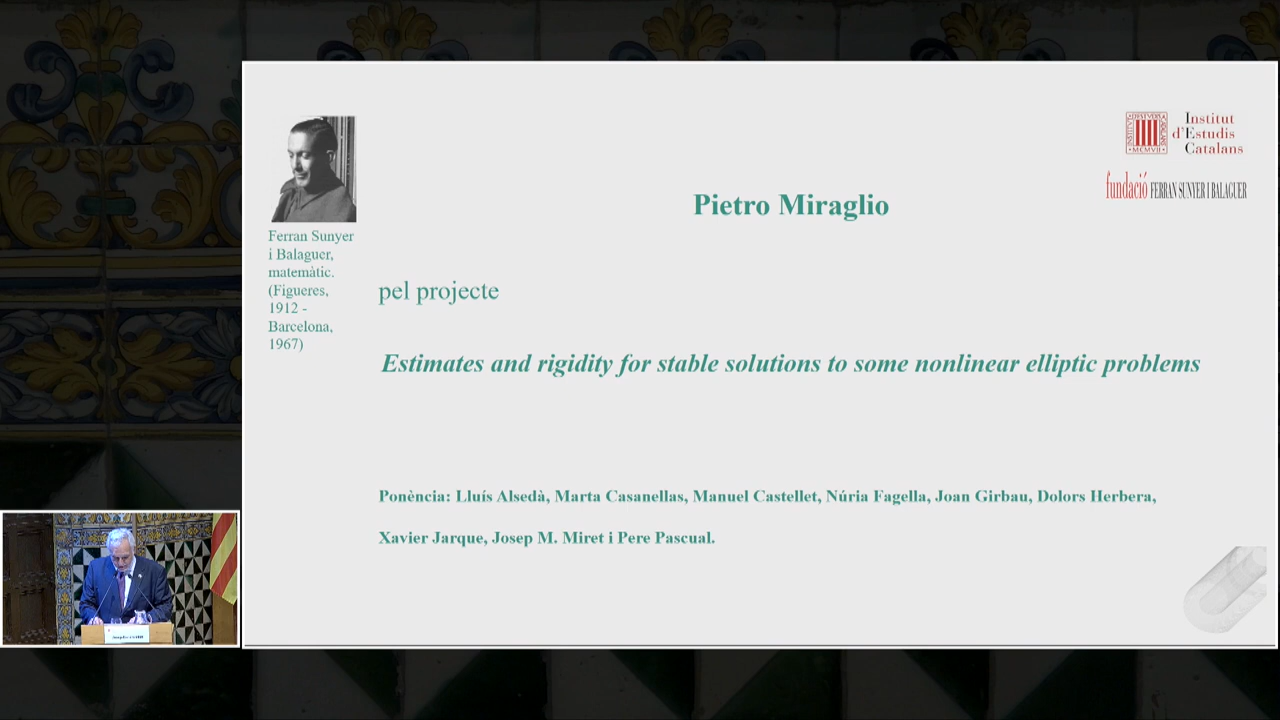 Institut
d'Estudis
Catalans
fundació FERRAN SUNYER I BALAGUER
Pietro Miraglio
Ferran Sunyer
i Balaguer,
matemàtic.
(Figueres,
1912 -
Barcelona,
1967)
pel projecte
Estimates and rigidity for stable solutions to some nonlinear elliptic problems
Ponència: Lluís Alsedà, Marta Casanellas, Manuel Castellet, Núria Fagella, Joan Girbau, Dolors Herbera,
Xavier Jarque, Josep M. Miret i Pere Pascual.